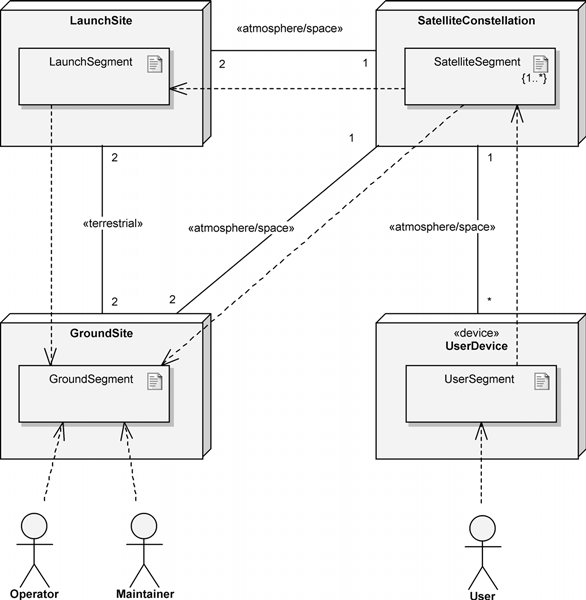 LaunchSite
LaunchSegment
«atmosphere/space»
2
1
SatelliteConstellation
SatelliteSegment
{1..*}
2
1
1
«terrestrial»
«atmosphere/space»
«atmosphere/space»
2
2
*
GroundSite
GroundSegment
«device»
UserDevice
UserSegment
Operator
Maintainer
User